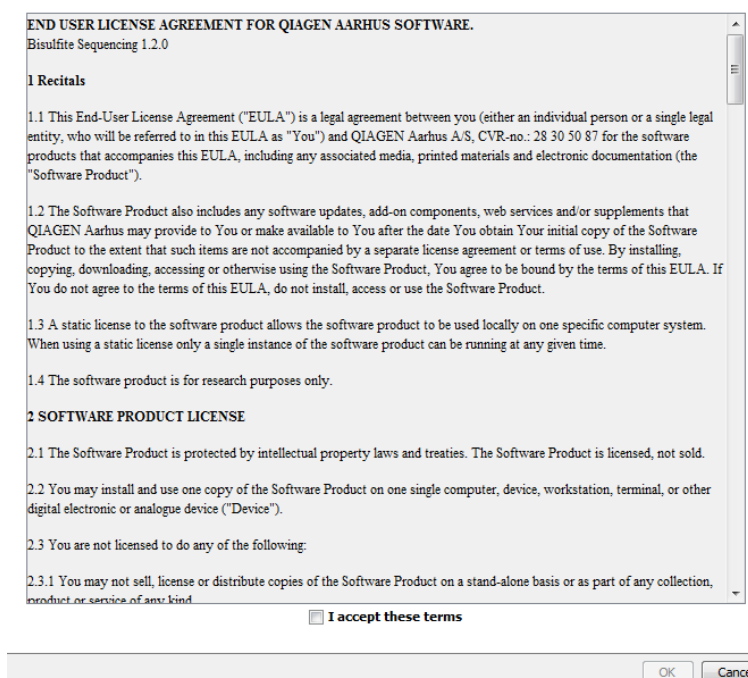 END USER LICENSE AGREEMENT FOR QIAGEN AARHUS SOFTWARE.
Bisulfite Sequencing 1.2.0
1 Recitals
1.1 This End-User License Agreement ("EULA") is a legal agreement between you (either an individual person or a single legal
entity, who will be referred to in this EULA as "You") and QIAGEN Aarhus A/S, CVR-no.: 28 30 50 87 for the software
products that accompanies this EULA, including any associated media, printed materials and electronic documentation (the
"Software Product").
1.2 The Software Product also includes any software updates, add-on components, web services and/or supplements that
QIAGEN Aarhus may provide to You or make available to You after the date You obtain Your initial copy of the Software
Product to the extent that such items are not accompanied by a separate license agreement or terms of use. By installing,
copying, downloading, accessing or otherwise using the Software Product, You agree to be bound by the terms of this EULA. If
You do not agree to the terms of this EULA, do not install, access or use the Software Product.
1.3 A static license to the software product allows the software product to be used locally on one specific computer system.
When using a static license only a single instance of the software product can be running at any given time.
1.4 The software product is for research purposes only.
2 SOFTWARE PRODUCT LICENSE
2.1 The Software Product is protected by intellectual property laws and treaties. The Software Product is licensed, not sold.
2.2 You may install and use one copy of the Software Product on one single computer, device, workstation, terminal, or other
digital electronic or analogue device ("Device").
2.3 You are not licensed to do any of the following:
2.3.1 You may not sell, license or distribute copies of the Software Product on a stand-alone basis or as part of any collection,
product or service of any kind
I accept these terms
OK Cance